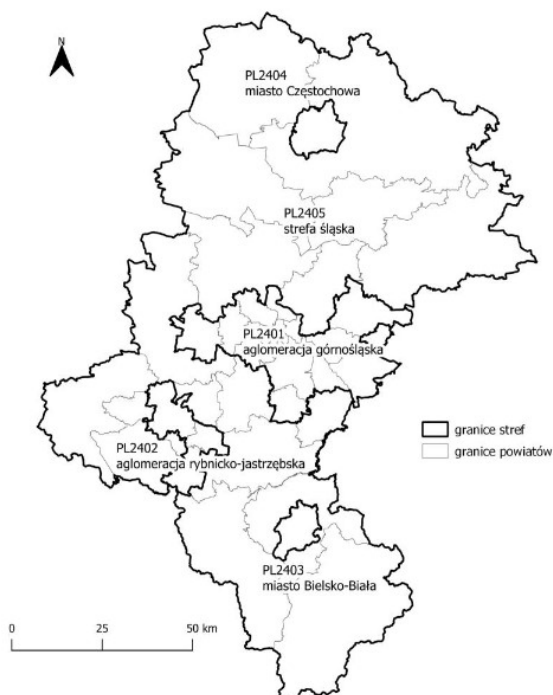 N
PL2404
miasto Częstochowa
PL2405
strefa śląska
PL2401
aglomeracja górnośląska
granice stref
granice powiatów
PL2402
aglomeracja rybnicko-jastrzębska
PL2403
miasto Bielsko-Biała
0 25 50 km